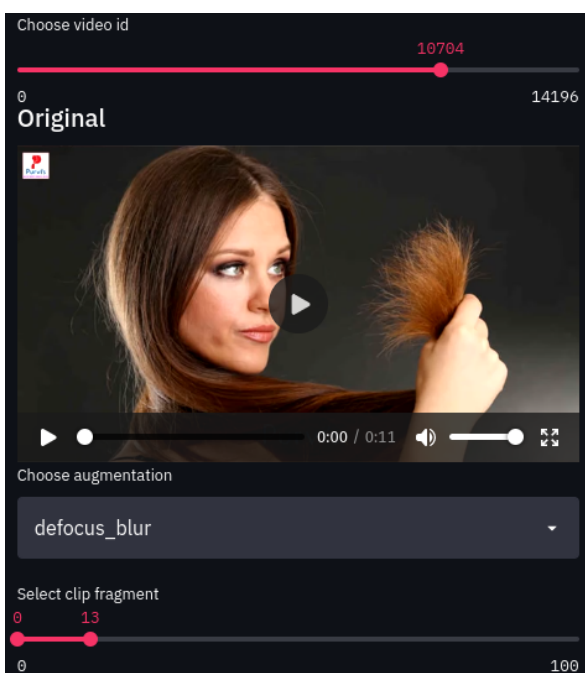 Choose video id
10704
0
14196
Original
Purvi's
0:00 / 0:11
Choose augmentation
defocus_blur
Select clip fragment
0 13
0
100